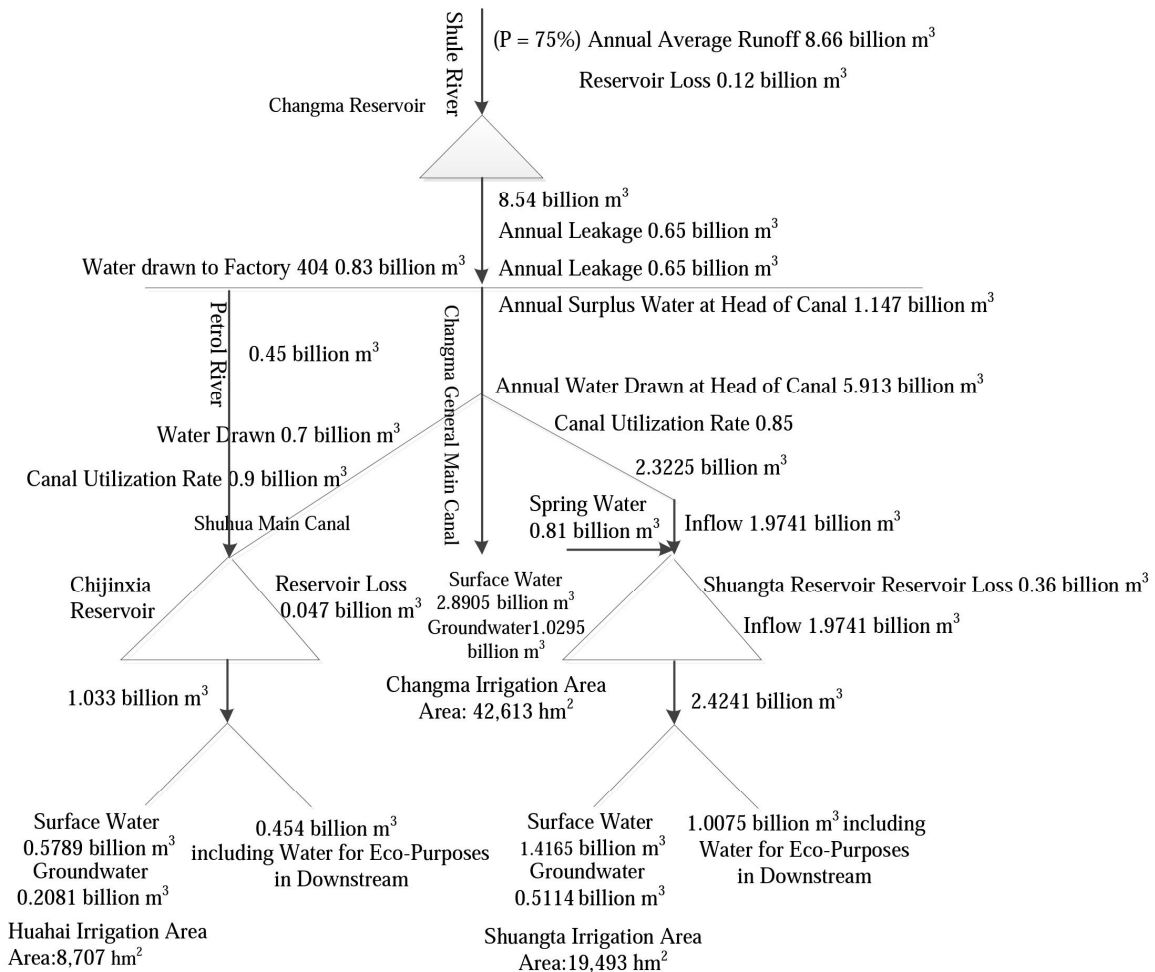 Shule River
(P = 75%) Annual Average Runoff 8.66 billion m³
Reservoir Loss 0.12 billion m³
Changma Reservoir
8.54 billion m³
Annual Leakage 0.65 billion m³
Water drawn to Factory 404 0.83 billion m³
Annual Leakage 0.65 billion m³
Annual Surplus Water at Head of Canal 1.147 billion m³
Petrol River
0.45 billion m³
Changma General Main Canal
Annual Water Drawn at Head of Canal 5.913 billion m³
Canal Utilization Rate 0.85
Water Drawn 0.7 billion m³
2.3225 billion m³
Canal Utilization Rate 0.9 billion m³
Spring Water
0.81 billion m³
Shuhua Main Canal
Inflow 1.9741 billion m³
Chijinxia
Reservoir
Reservoir Loss
0.047 billion m³
Surface Water
2.8905 billion m³
Groundwater1.0295
billion m³
Shuangta Reservoir Reservoir Loss 0.36 billion m³
Inflow 1.9741 billion m³
Changma Irrigation Area
Area: 42,613 hm²
1.033 billion m³
2.4241 billion m³
Surface Water
0.5789 billion m³
Groundwater
0.2081 billion m³
0.454 billion m³
including Water for Eco-Purposes
in Downstream
Surface Water
1.4165 billion m³
Groundwater
0.5114 billion m³
1.0075 billion m³ including
Water for Eco-Purposes
in Downstream
Huahai Irrigation Area
Area:8,707 hm²
Shuangta Irrigation Area
Area:19,493 hm²